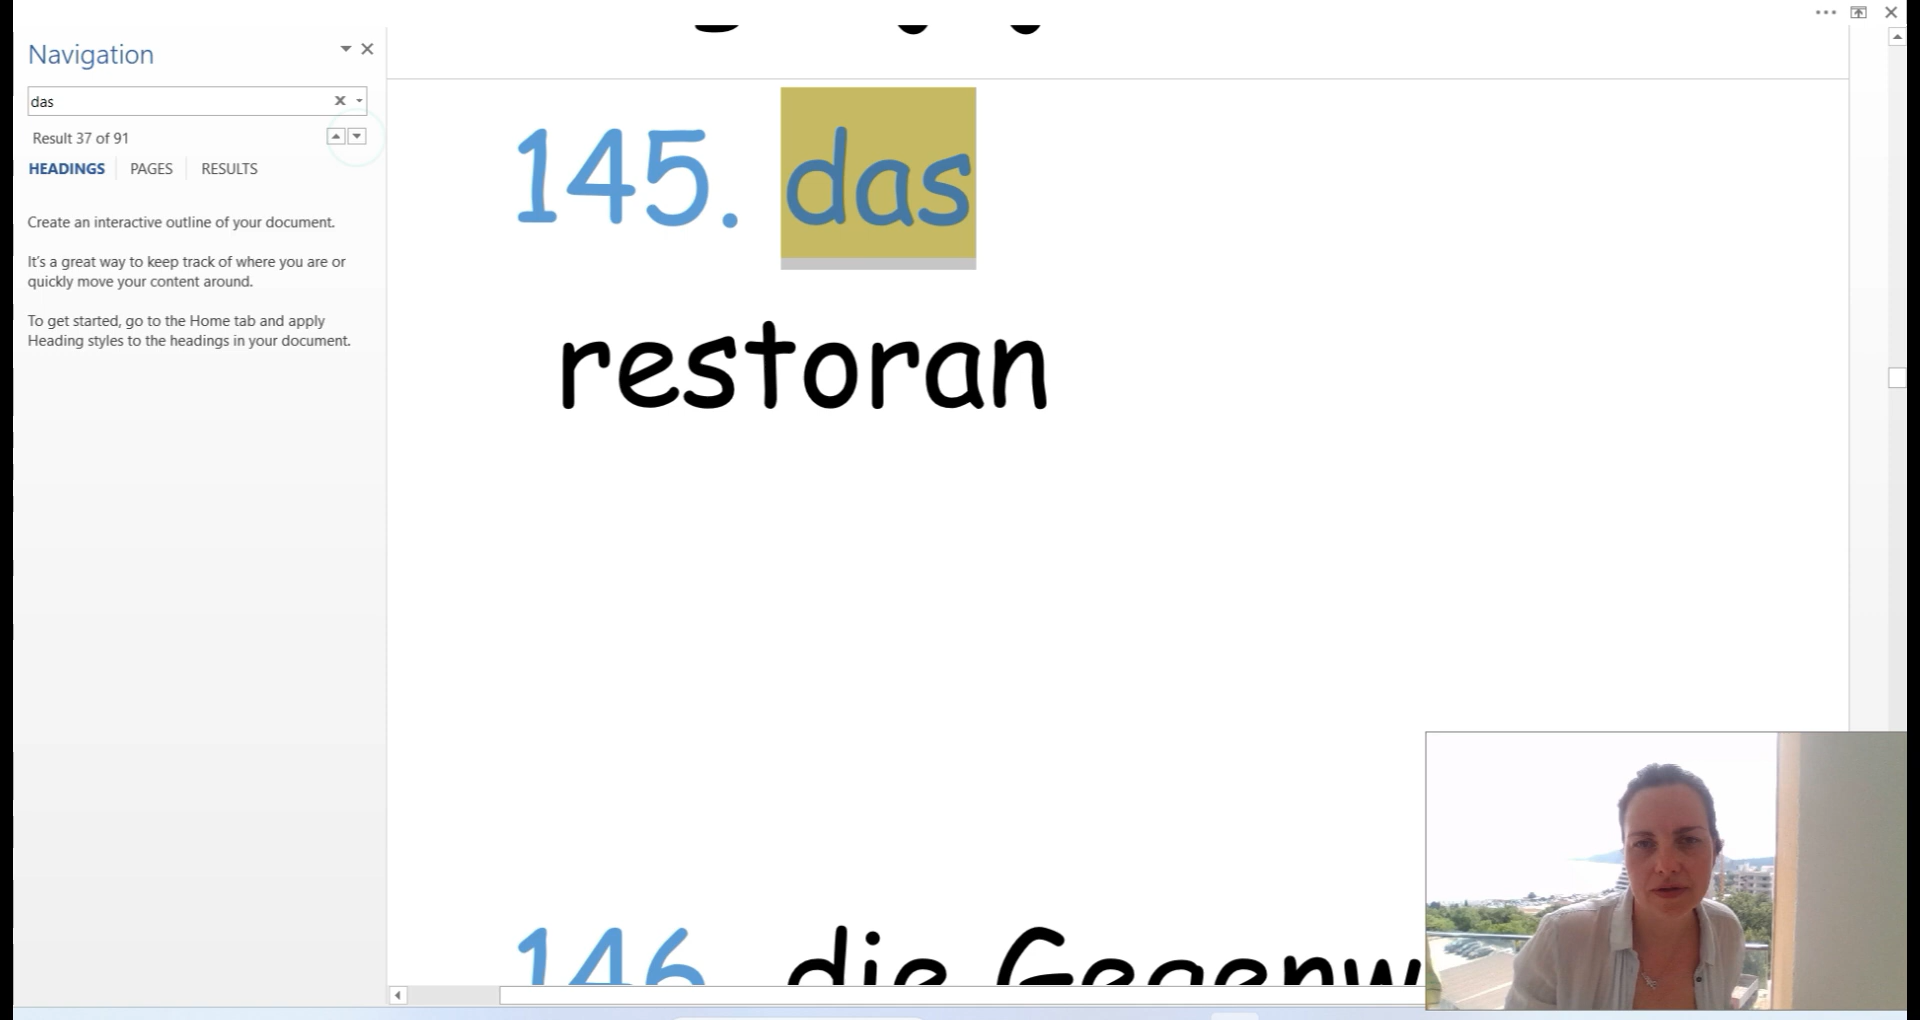 Navigation
das
Result 37 of 91
HEADINGS PAGES RESULTS
Create an interactive outline of your document.
It's a great way to keep track of where you are or
quickly move your content around.
To get started, go to the Home tab and apply
Heading styles to the headings in your document.
145. das
restoran
146. die